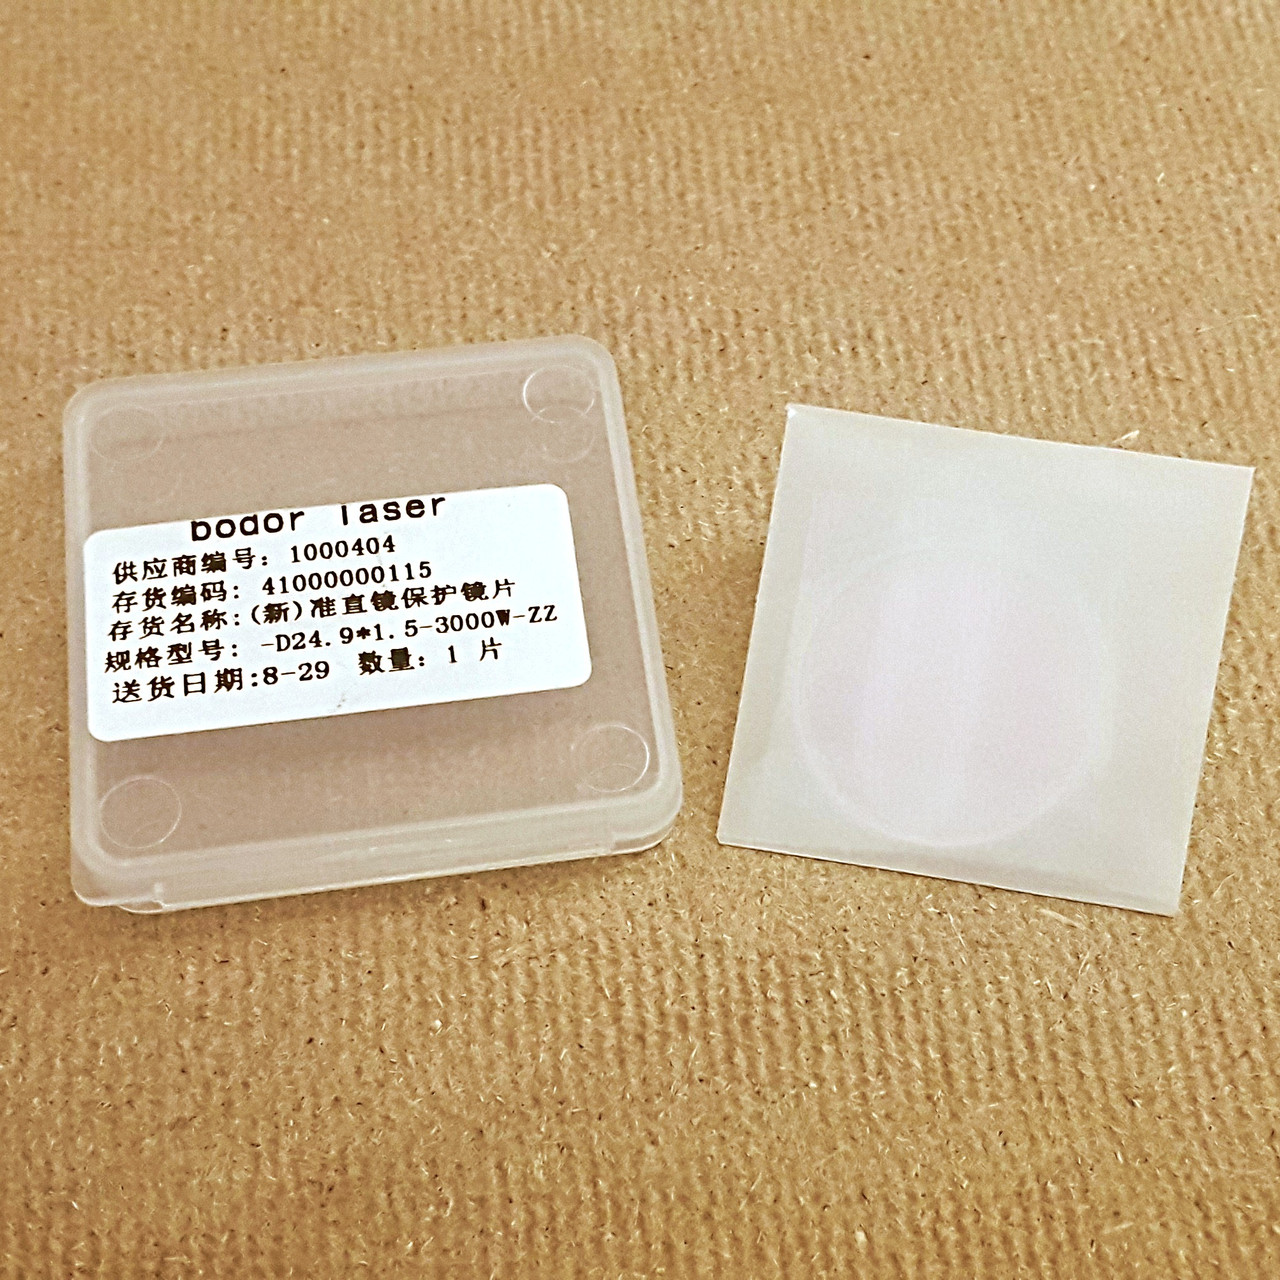 bodor laser
供应商编号: 1000404
存货编码: 41000000115
存货名称:(新)准直镜保护镜片
规格型号: -D24.9*1.5-3000W-ZZ
送货日期:8-29 数量: 1 片